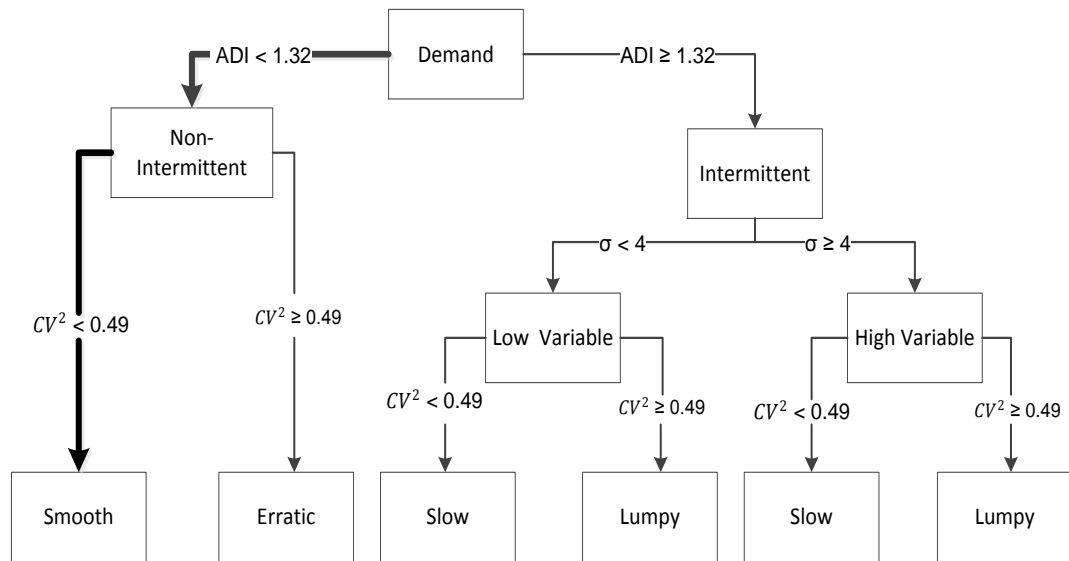 ADI < 1.32
Demand
ADI ≥ 1.32
Non-
Intermittent
Intermittent
σ < 4
σ ≥ 4
CV² < 0.49
CV² ≥ 0.49
Low Variable
High Variable
CV² < 0.49
CV² ≥ 0.49
CV² < 0.49
CV² ≥ 0.49
Smooth
Erratic
Slow
Lumpy
Slow
Lumpy